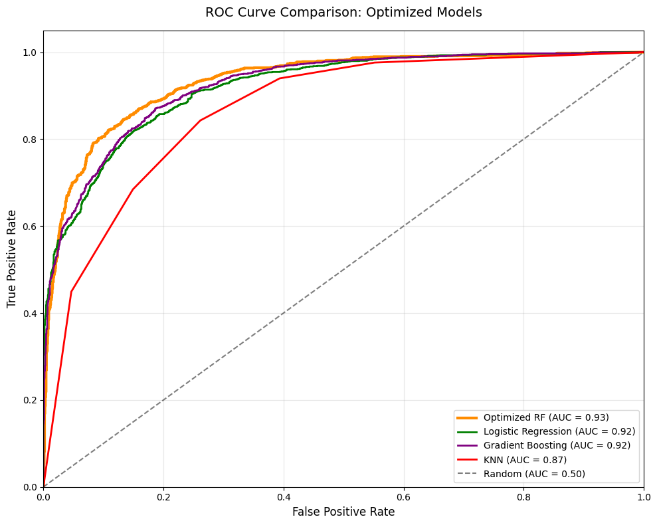 ROC Curve Comparison: Optimized Models
True Positive Rate
1.0
0.8
0.6
0.4
0.2
0.0
0.0 0.2 0.4 0.6 0.8 1.0
False Positive Rate
Optimized RF (AUC = 0.93)
Logistic Regression (AUC = 0.92)
Gradient Boosting (AUC = 0.92)
KNN (AUC = 0.87)
Random (AUC = 0.50)